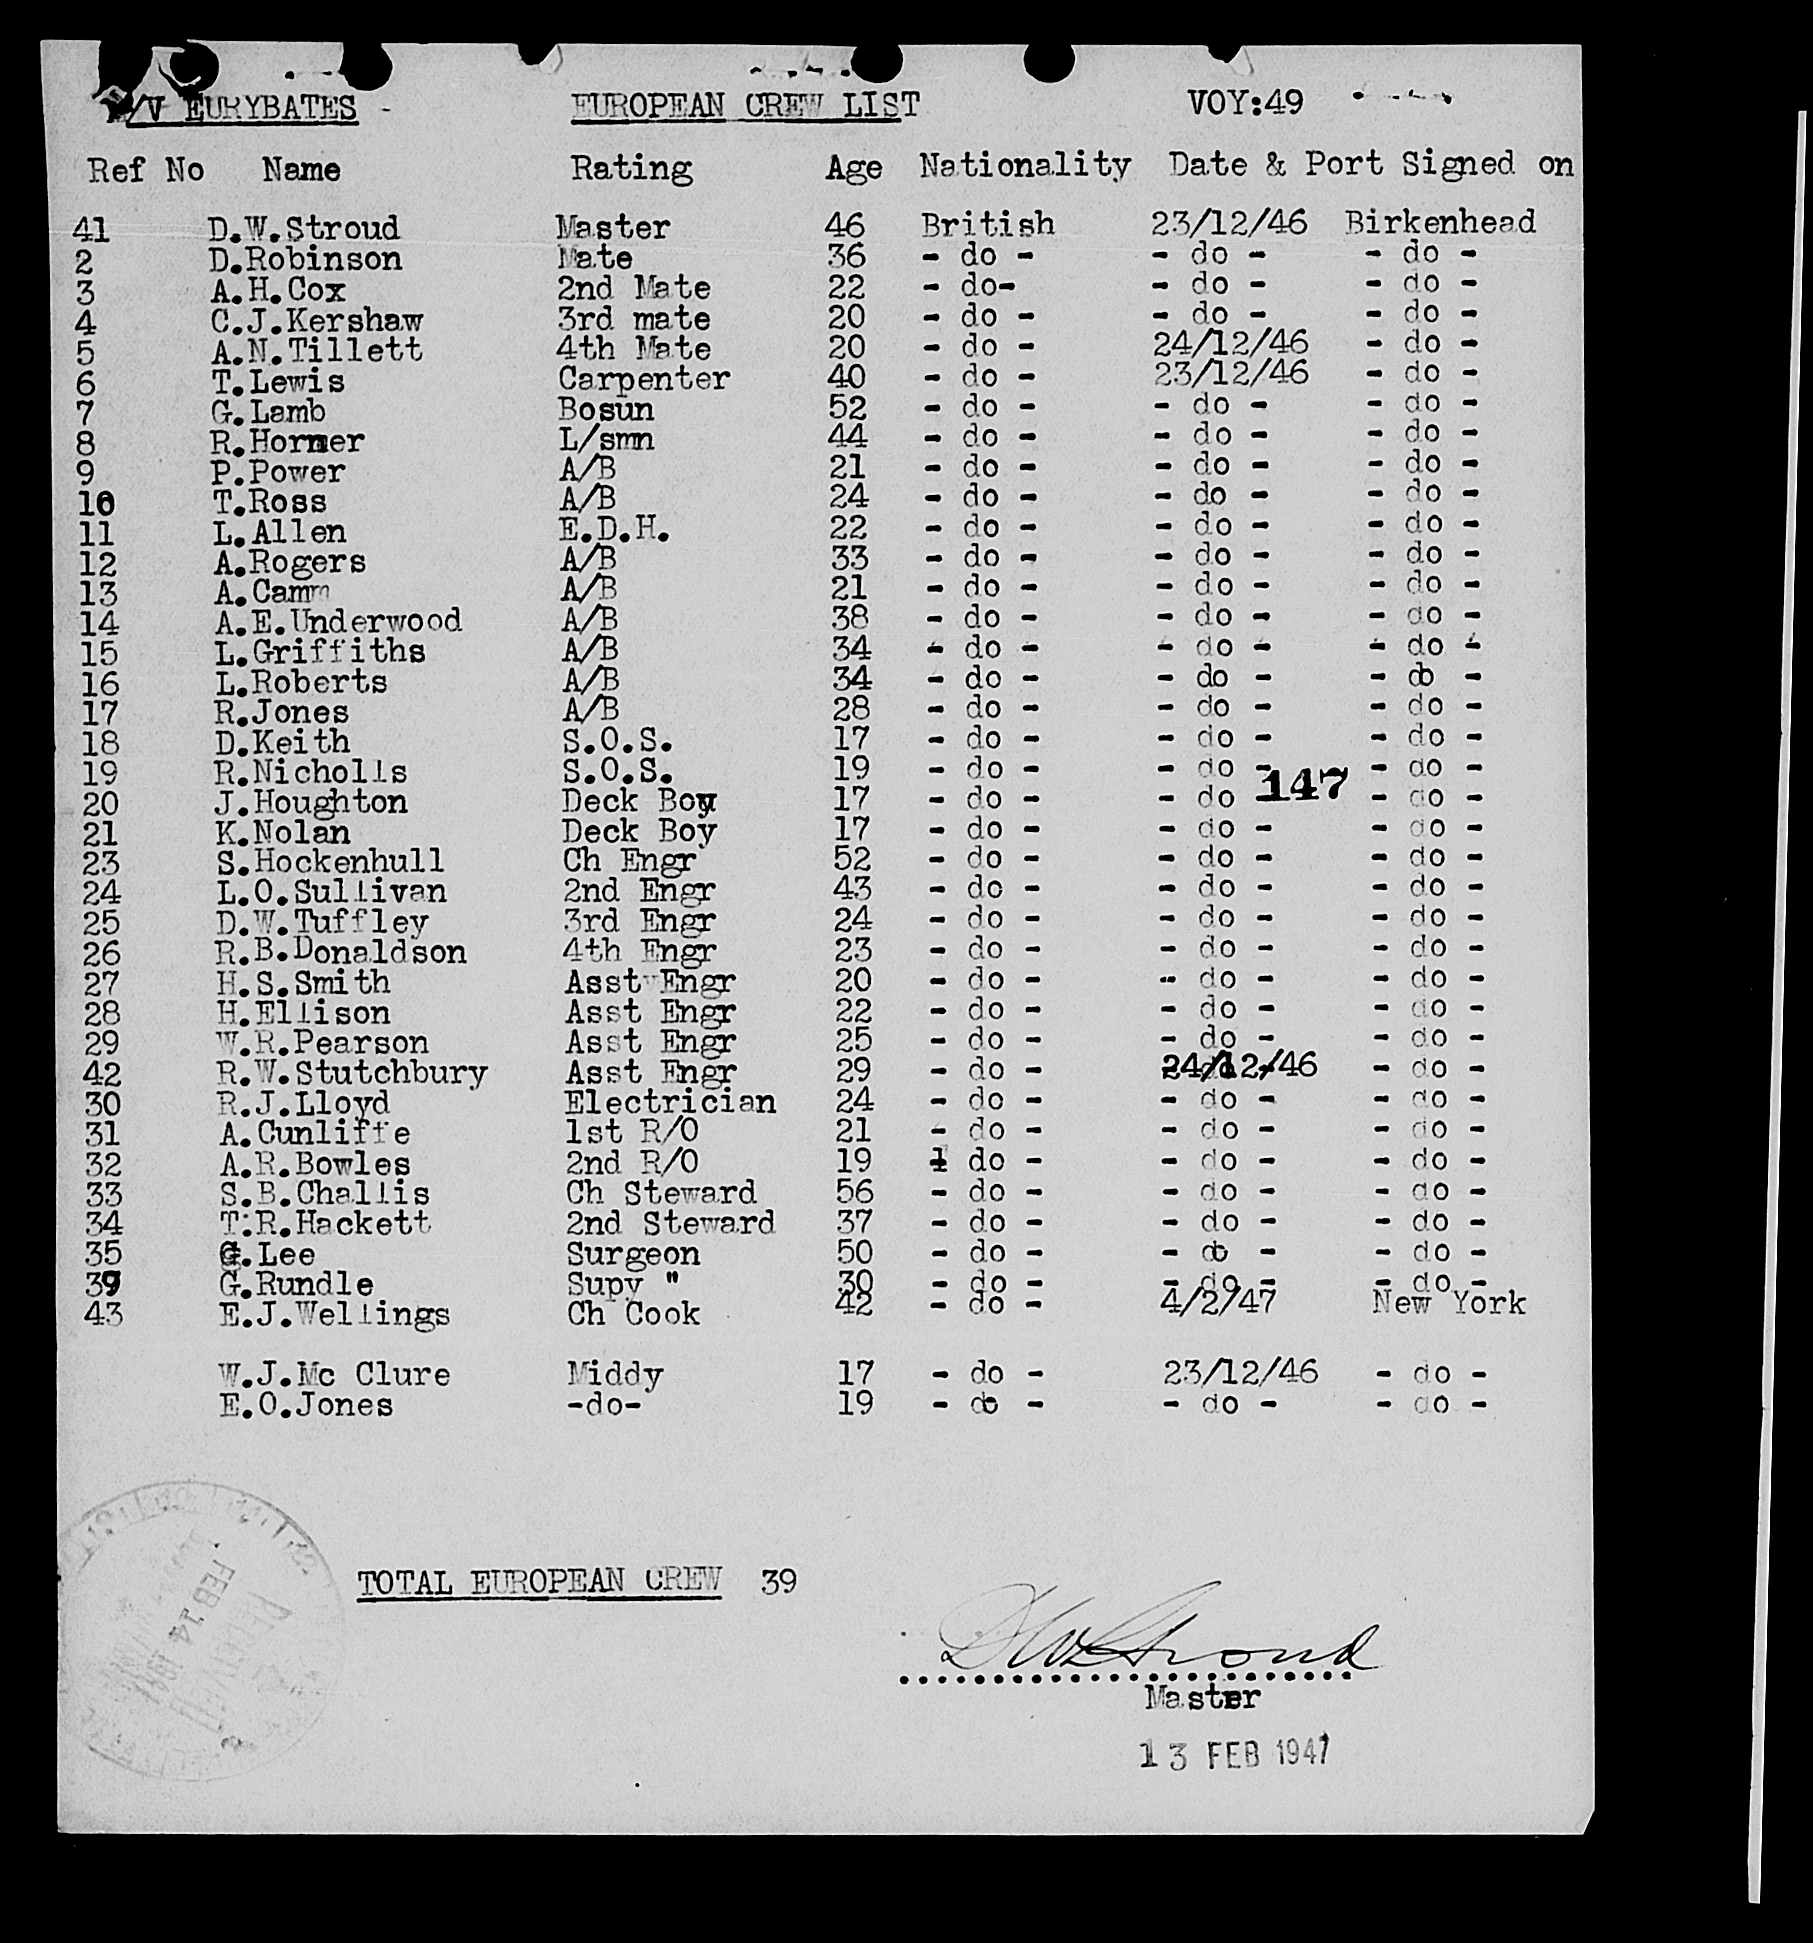 M/V EURYBATES - EUROPEAN CREW LIST VOY:49
Ref No Name Rating Age Nationality Date & Port Signed on
41 D.W.Stroud Master 46 British 23/12/46 Birkenhead
2 D.Robinson Mate 36 - do - - do - - do -
3 A.H.Cox 2nd Mate 22 - do- - do - - do -
4 C.J.Kershaw 3rd mate 20 - do - - do - - do -
5 A.N.Tillett 4th Mate 20 - do - 24/12/46 - do -
6 T.Lewis Carpenter 40 - do - 23/12/46 - do -
7 G.Lamb Bosun 52 - do - - do - - do -
8 R.Horner L/smn 44 - do - - do - - do -
9 P.Power A/B 21 - do - - do - - do -
10 T.Ross A/B 24 - do - - do - - do -
11 L.Allen E.D.H. 22 - do - - do - - do -
12 A.Rogers A/B 33 - do - - do - - do -
13 A.Camm A/B 21 - do - - do - - do -
14 A.E.Underwood A/B 38 - do - - do - - do -
15 L.Griffiths A/B 34 - do - - do - - do -
16 L.Roberts A/B 34 - do - - do - - do -
17 R.Jones A/B 28 - do - - do - - do -
18 D.Keith S.O.S. 17 - do - - do - - do -
19 R.Nicholls S.O.S. 19 - do - - do - - do -
147
20 J.Houghton Deck Boy 17 - do - - do - - do -
21 K.Nolan Deck Boy 17 - do - - do - - do -
23 S.Hockenhull Ch Engr 52 - do - - do - - do -
24 L.O.Sullivan 2nd Engr 43 - do - - do - - do -
25 D.W.Tuffley 3rd Engr 24 - do - - do - - do -
26 R.B.Donaldson 4th Engr 23 - do - - do - - do -
27 H.S.Smith Asst Engr 20 - do - - do - - do -
28 H.Ellison Asst Engr 22 - do - - do - - do -
29 W.R.Pearson Asst Engr 25 - do - - do - - do -
42 R.W.Stutchbury Asst Engr 29 - do - 24/12/46 - do -
30 R.J.Lloyd Electrician 24 - do - - do - - do -
31 A.Cunliffe 1st R/O 21 - do - - do - - do -
32 A.R.Bowles 2nd R/O 19 - do - - do - - do -
33 S.B.Challis Ch Steward 56 - do - - do - - do -
34 T.R.Hackett 2nd Steward 37 - do - - do - - do -
35 G.Lee Surgeon 50 - do - - do - - do -
39 G.Rundle Supy " 30 - do - - do - - do -
43 E.J.Wellings Ch Cook 42 - do - 4/2/47 New York
W.J.Mc Clure Middy 17 - do - 23/12/46 - do -
E.O.Jones -do- 19 - do - - do - - do -
TOTAL EUROPEAN CREW 39
FEB 14
DWStroud
Master
13 FEB 1947